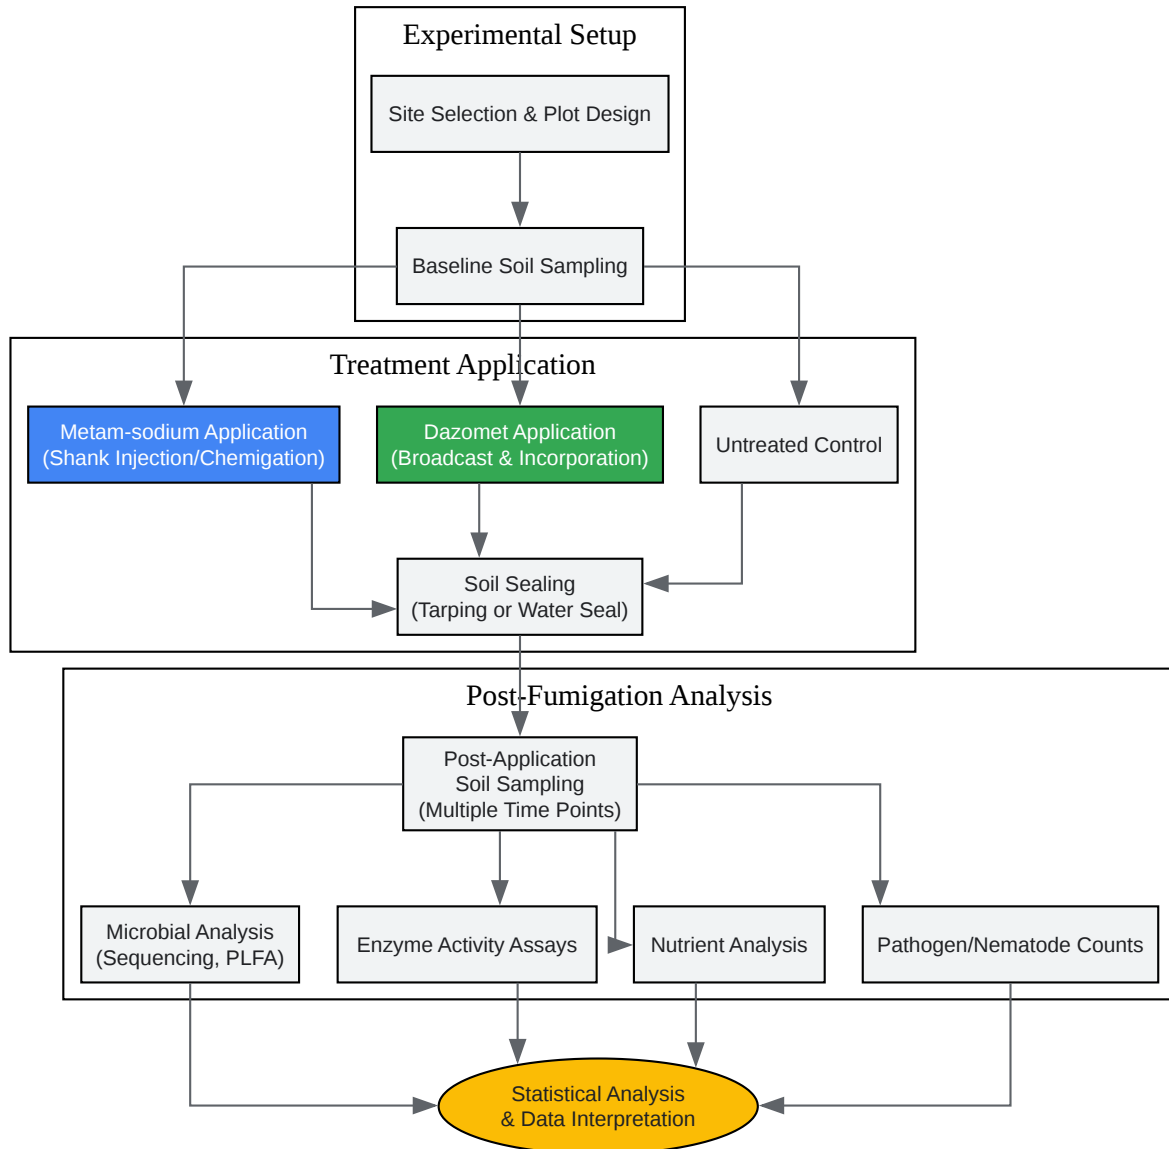 Experimental Setup
Site Selection & Plot Design
Baseline Soil Sampling
Treatment Application
Metam-sodium Application
(Shank Injection/Chemigation)
Dazomet Application
(Broadcast & Incorporation)
Untreated Control
Soil Sealing
(Tarping or Water Seal)
Post-Fumigation Analysis
Post-Application
Soil Sampling
(Multiple Time Points)
Microbial Analysis
(Sequencing, PLFA)
Enzyme Activity Assays
Nutrient Analysis
Pathogen/Nematode Counts
Statistical Analysis
& Data Interpretation